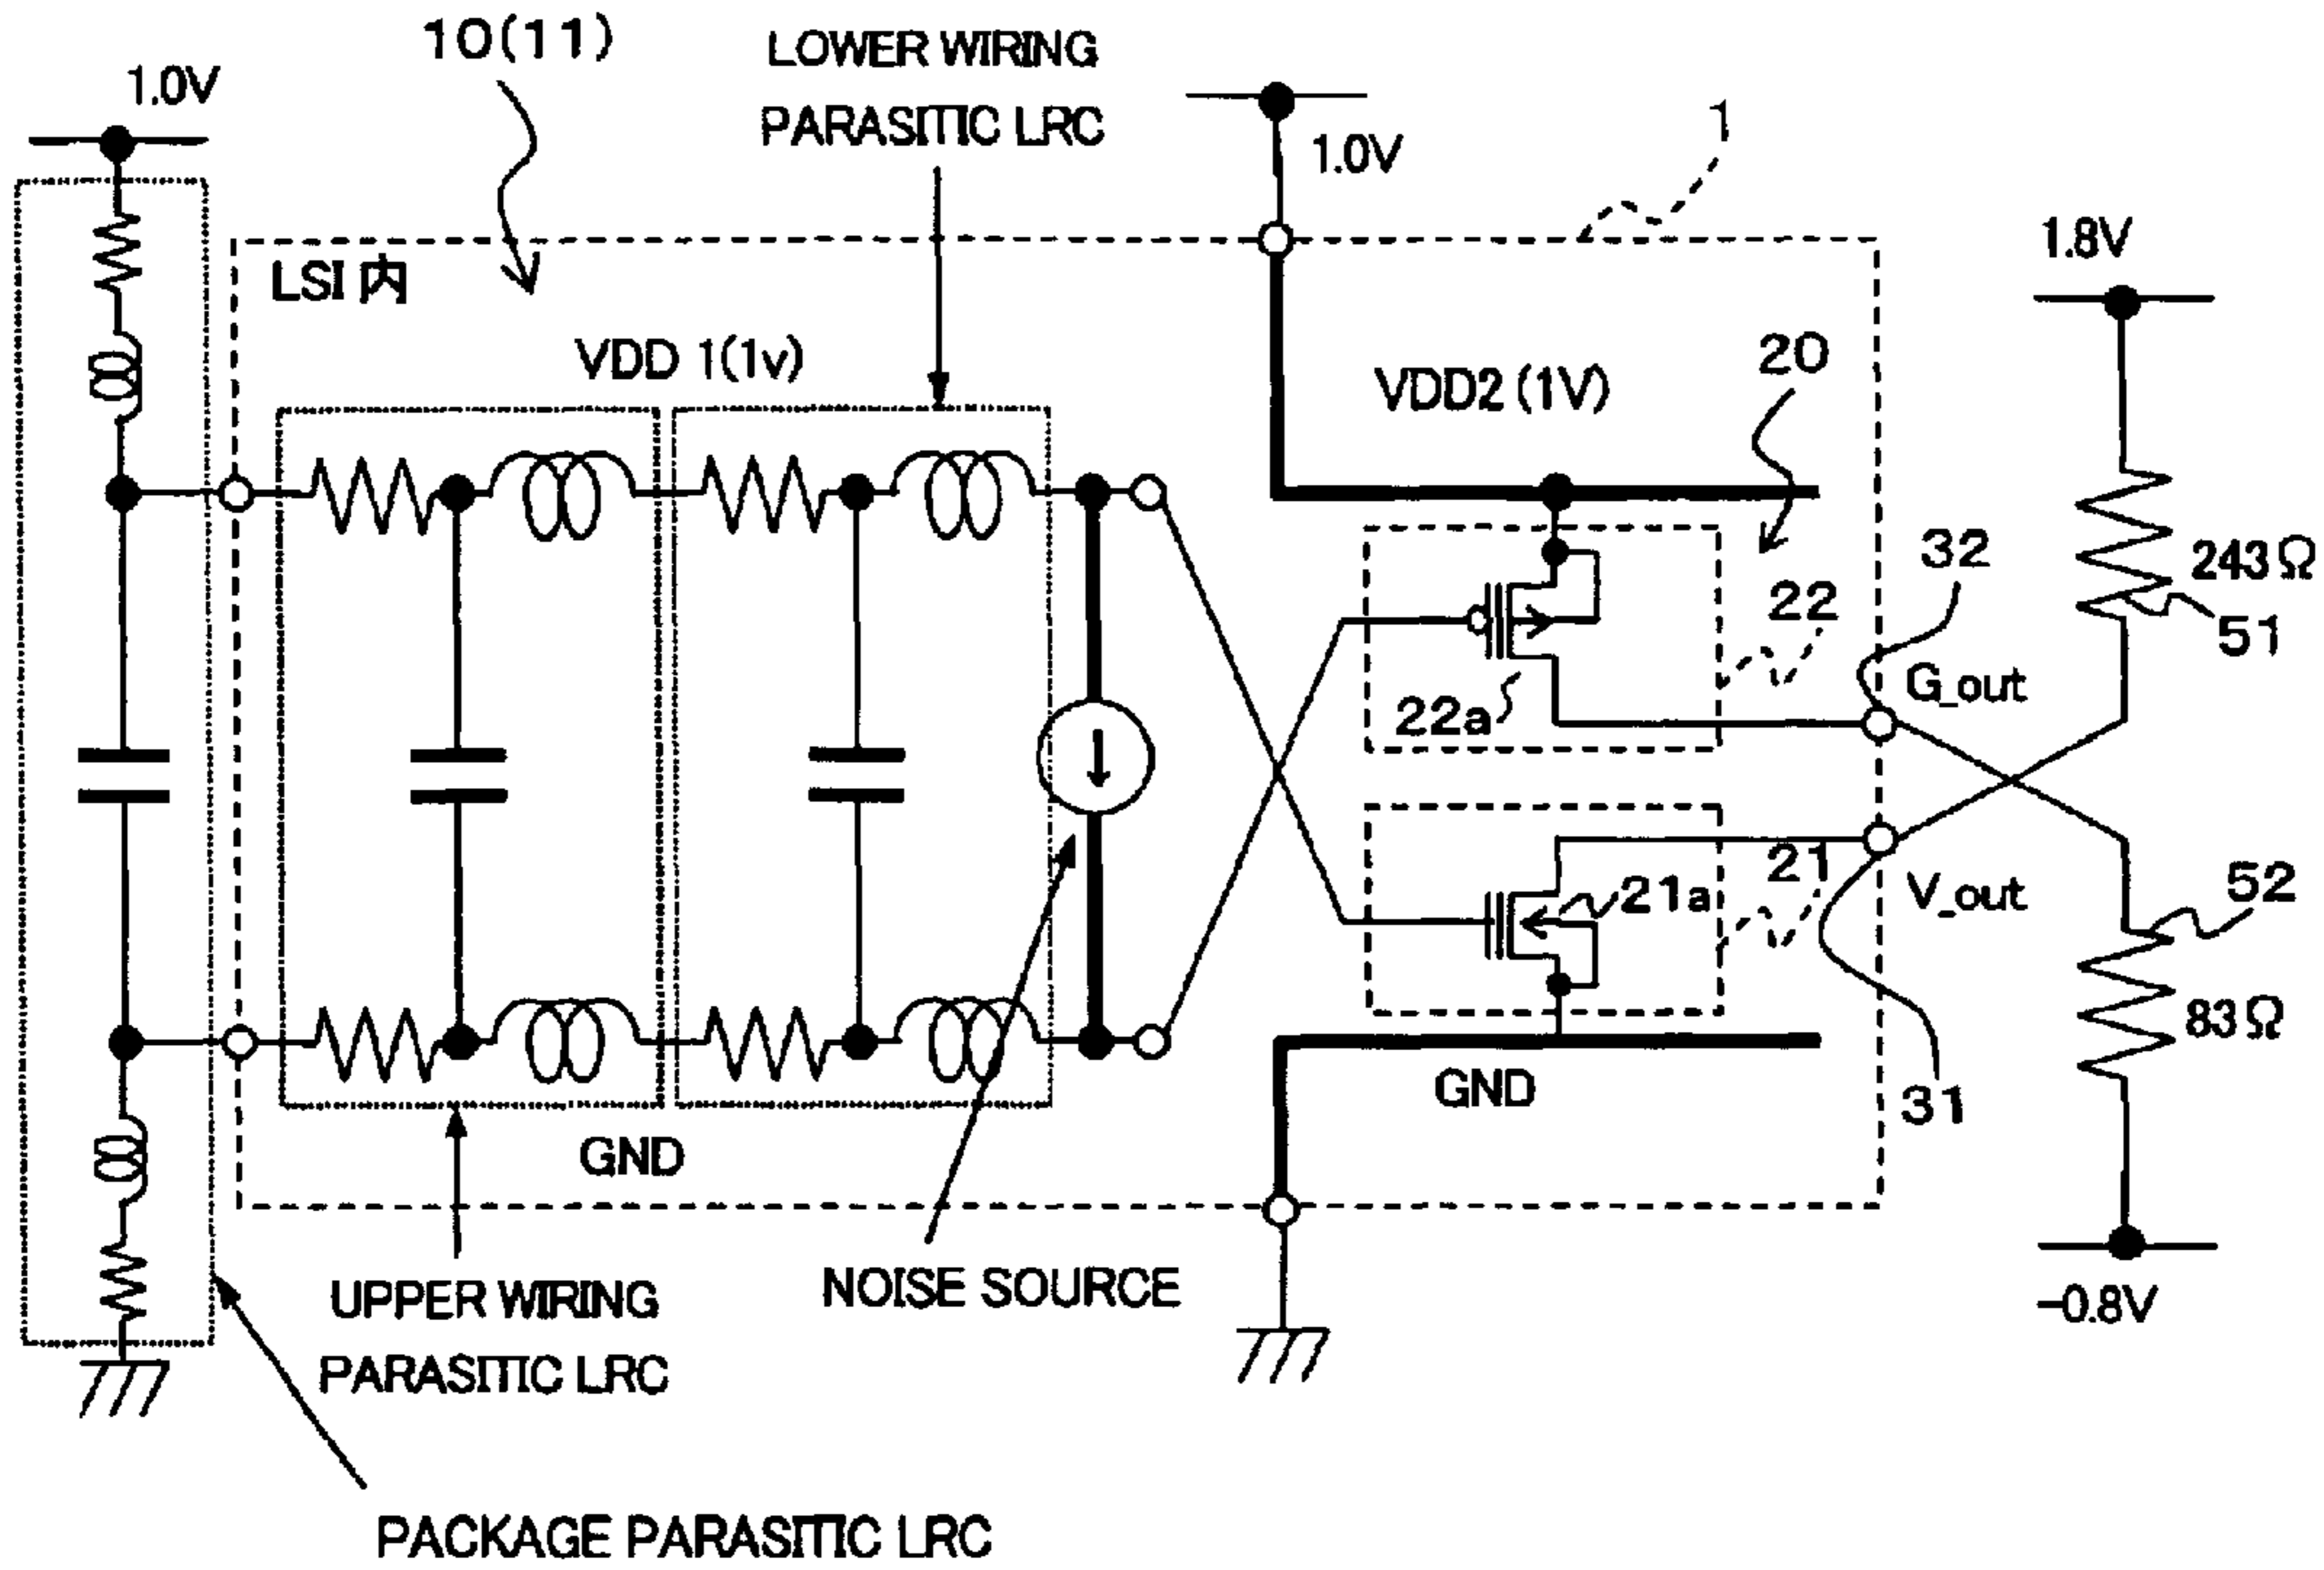 10(11)
LOWER WIRING
PARASITIC LRC
1.0V
1.0V
1
1.8V
LSI 内
VDD 1(1v)
VDD2 (1V)
20
32
243Ω
22
51
G_out
22a
21
21a
V_out
52
83Ω
GND
31
GND
NOISE SOURCE
-0.8V
UPPER WIRING
PARASITIC LRC
PACKAGE PARASITIC LRC